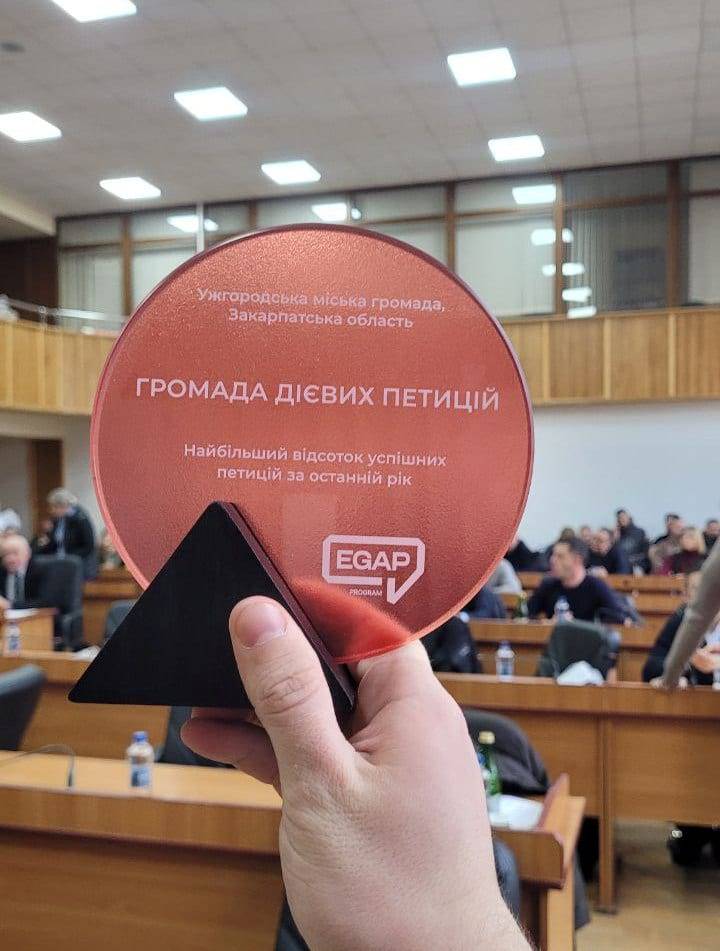 Ужгородська міська громада,
Закарпатська область
ГРОМАДА ДІЄВИХ ПЕТИЦІЙ
Найбільший відсоток успішних
петицій за останній рік
EGAP
PROGRAM